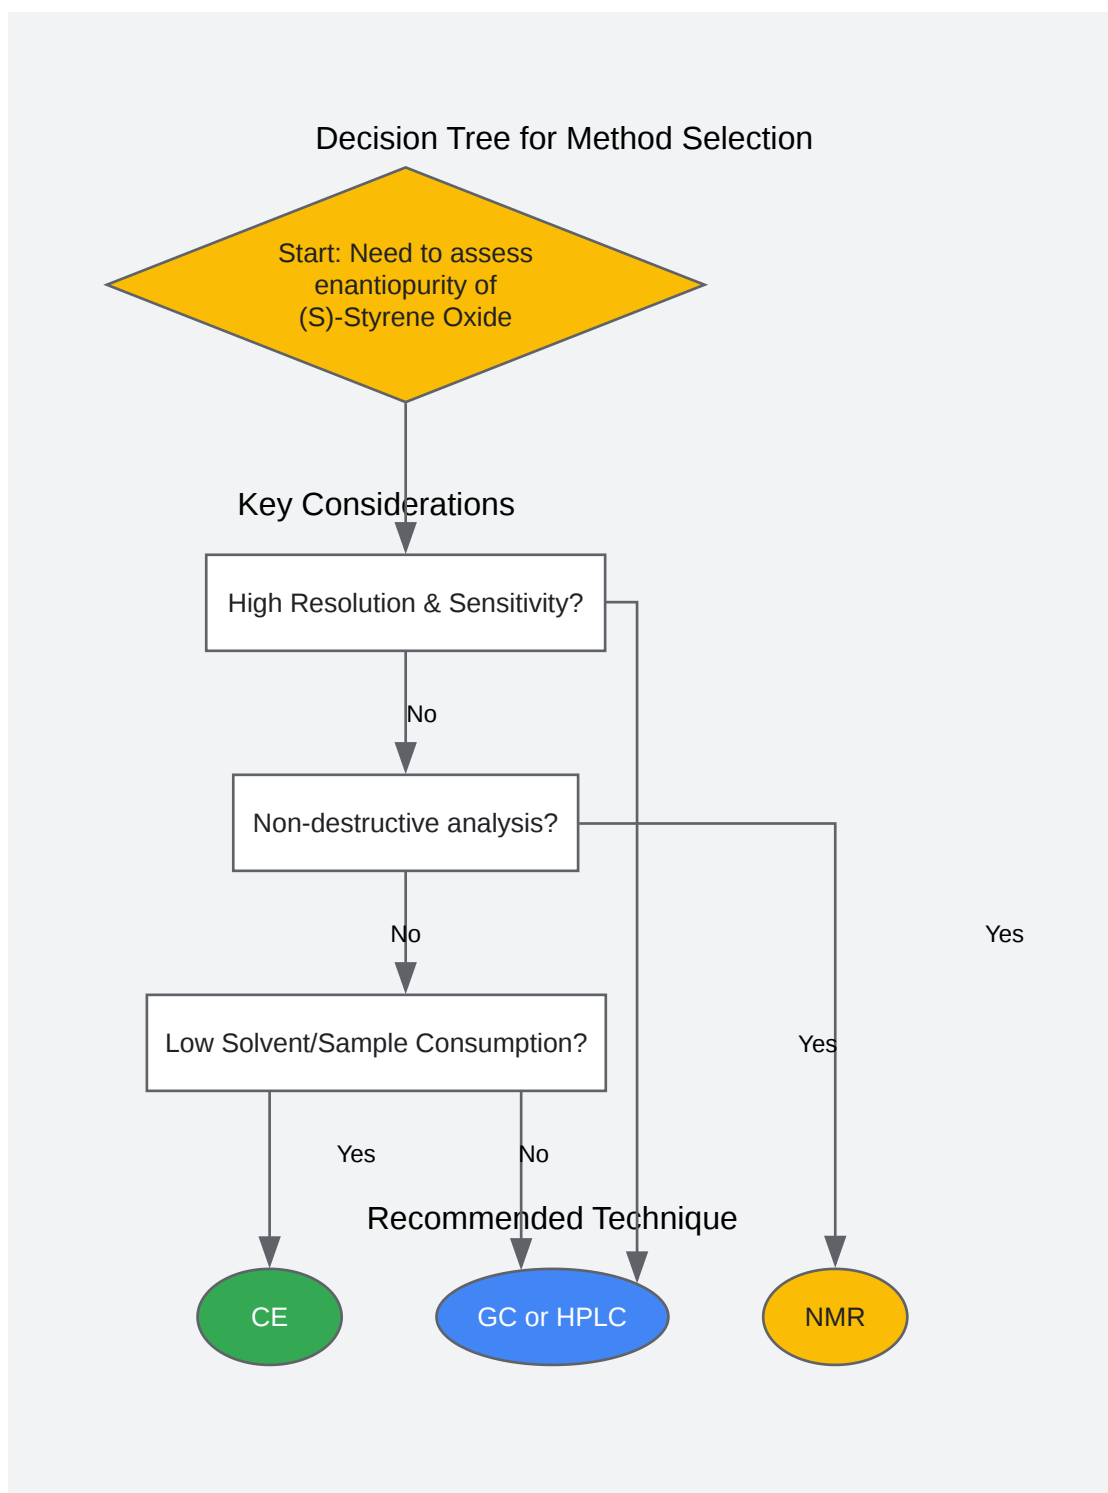 Decision Tree for Method Selection
Start: Need to assess
enantiopurity of
(S)-Styrene Oxide
Key Considerations
High Resolution & Sensitivity?
No
Non-destructive analysis?
No
Yes
Low Solvent/Sample Consumption?
Yes
Yes
No
Recommended Technique
CE
GC or HPLC
NMR